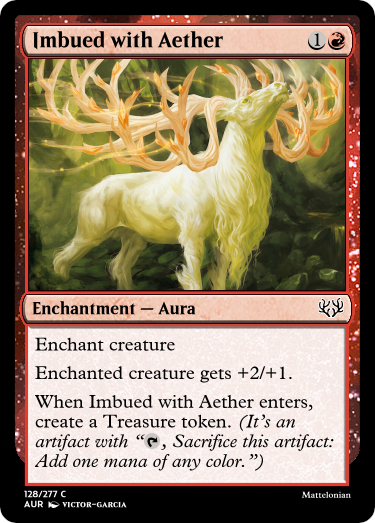 Imbued with Aether 1
Enchantment — Aura
Enchant creature
Enchanted creature gets +2/+1.
When Imbued with Aether enters,
create a Treasure token. (It's an
artifact with “, Sacrifice this artifact:
Add one mana of any color.”)
128/277 C
AUR VICTOR-GARCIA
Mattelonian